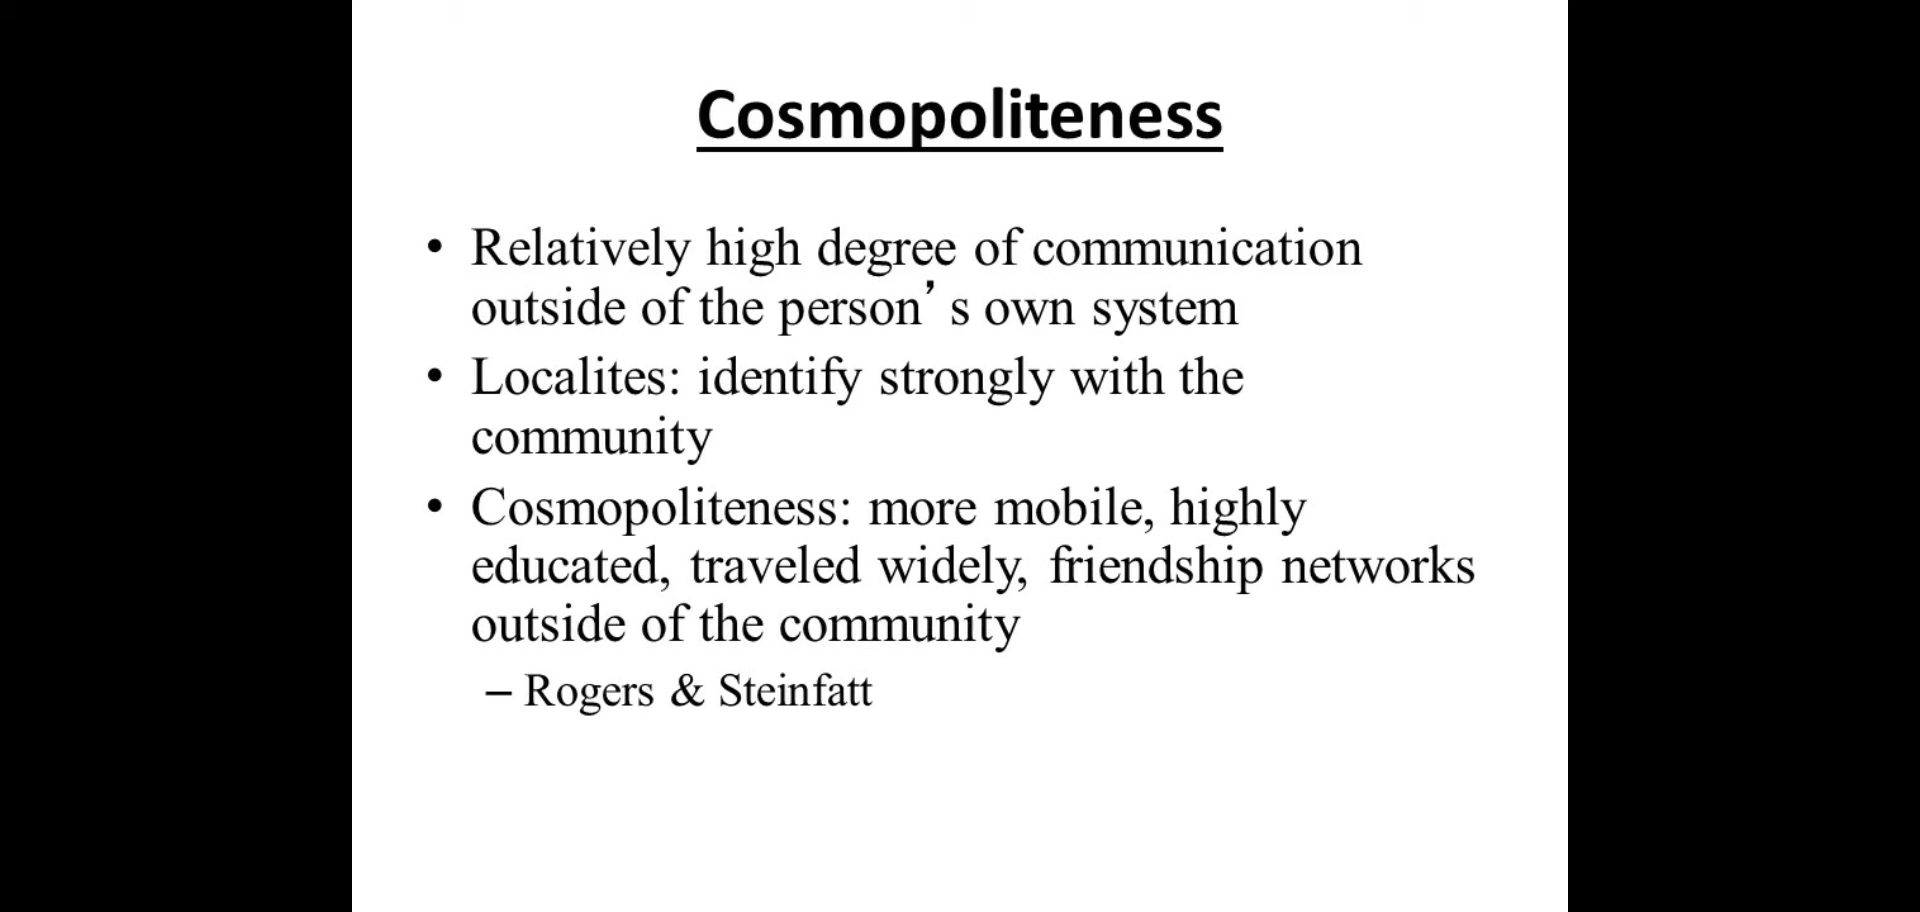 Cosmopoliteness
• Relatively high degree of communication
outside of the person’s own system
• Localites: identify strongly with the
community
• Cosmopoliteness: more mobile, highly
educated, traveled widely, friendship networks
outside of the community
– Rogers & Steinfatt